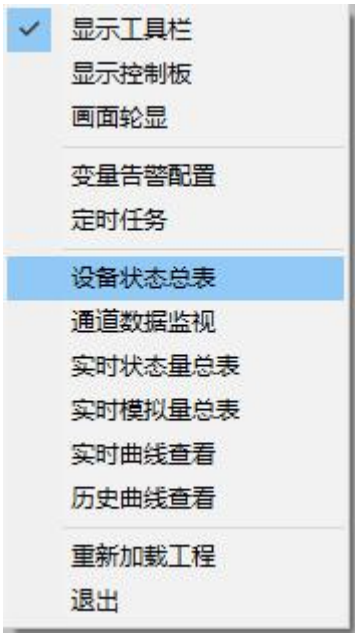 显示工具栏
显示控制板
画面轮显
变量告警配置
定时任务
设备状态总表
通道数据监视
实时状态量总表
实时模拟量总表
实时曲线查看
历史曲线查看
重新加载工程
退出